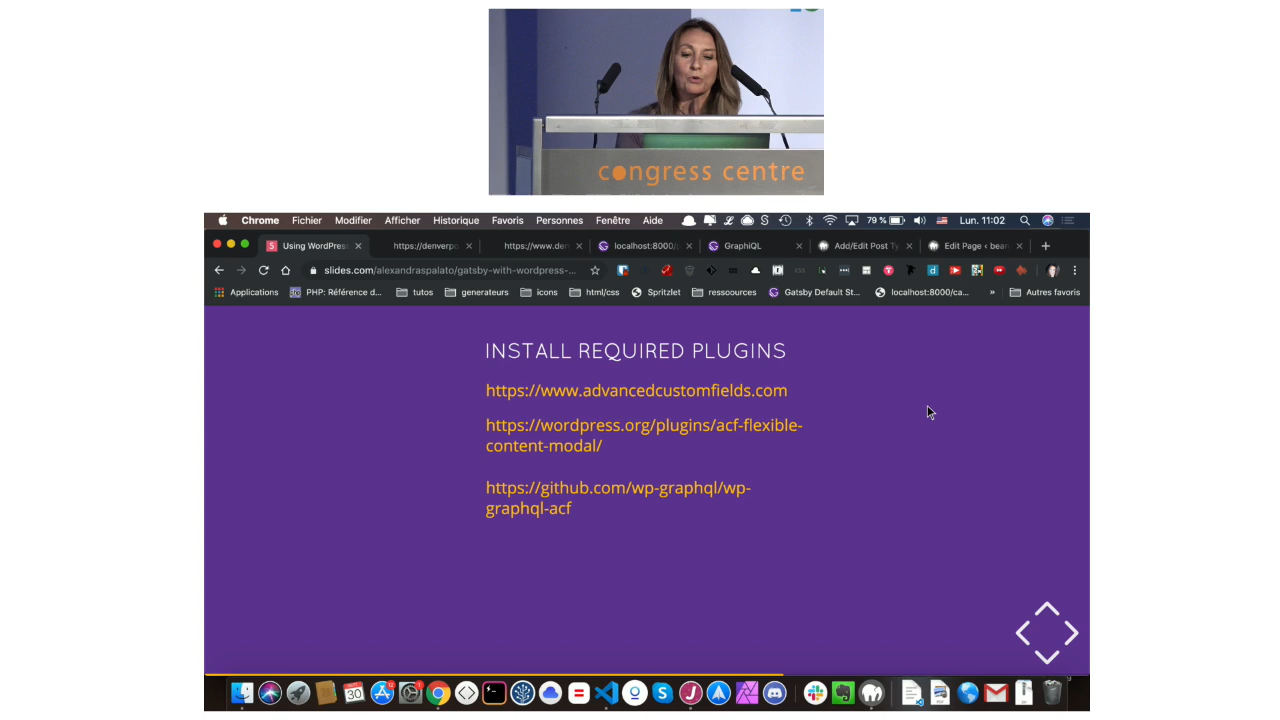 congress centre
Chrome Fichier Modifier Afficher Historique Favoris Personnes Fenêtre Aide 79 % Lun. 11:02
Using WordPres https://denverpo https://www.den localhost:8000/ GraphiQL Add/Edit Post Ty Edit Page ‹ bean
slides.com/alexandraspalato/gatsby-with-wordpress-...
Applications PHP: Référence d... tutos generateurs icons html/css Spritzlet ressoources Gatsby Default St... localhost:8000/ca... » Autres favoris
INSTALL REQUIRED PLUGINS
https://www.advancedcustomfields.com
https://wordpress.org/plugins/acf-flexible-
content-modal/
https://github.com/wp-graphql/wp-
graphql-acf
30